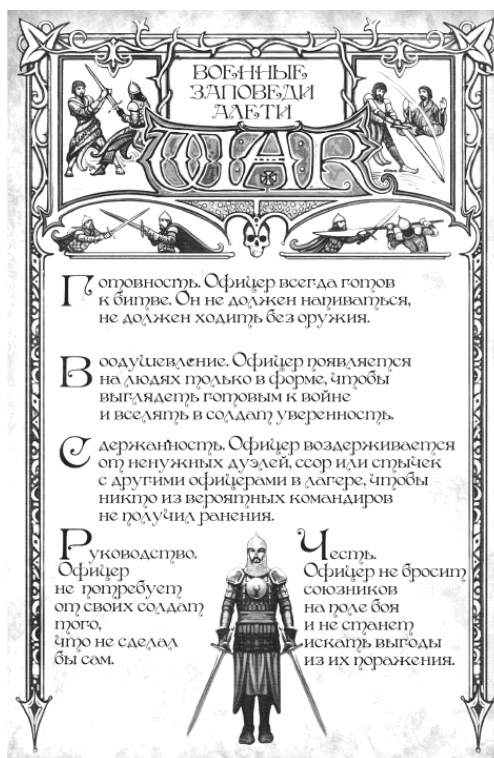 ВОЕННЫЕ
ЗАПОВЕДИ
АЛЕТИ
WAR
Готовность. Офицер всегда готов
к битве. Он не должен напиваться,
не должен ходить без оружия.
Воодушевление. Офицер появляется
на людях только в форме, чтобы
выглядеть готовым к войне
и вселять в солдат уверенность.
Сдержанность. Офицер воздерживается
от ненужных дуэлей, ссор или стычек
с другими офицерами в лагере, чтобы
никто из вероятных командиров
не получил ранения.
Руководство.
Офицер
не потребует
от своих солдат
того,
что не сделал
бы сам.
Честь.
Офицер не бросит
союзников
на поле боя
и не станет
искать выгоды
из их поражения.